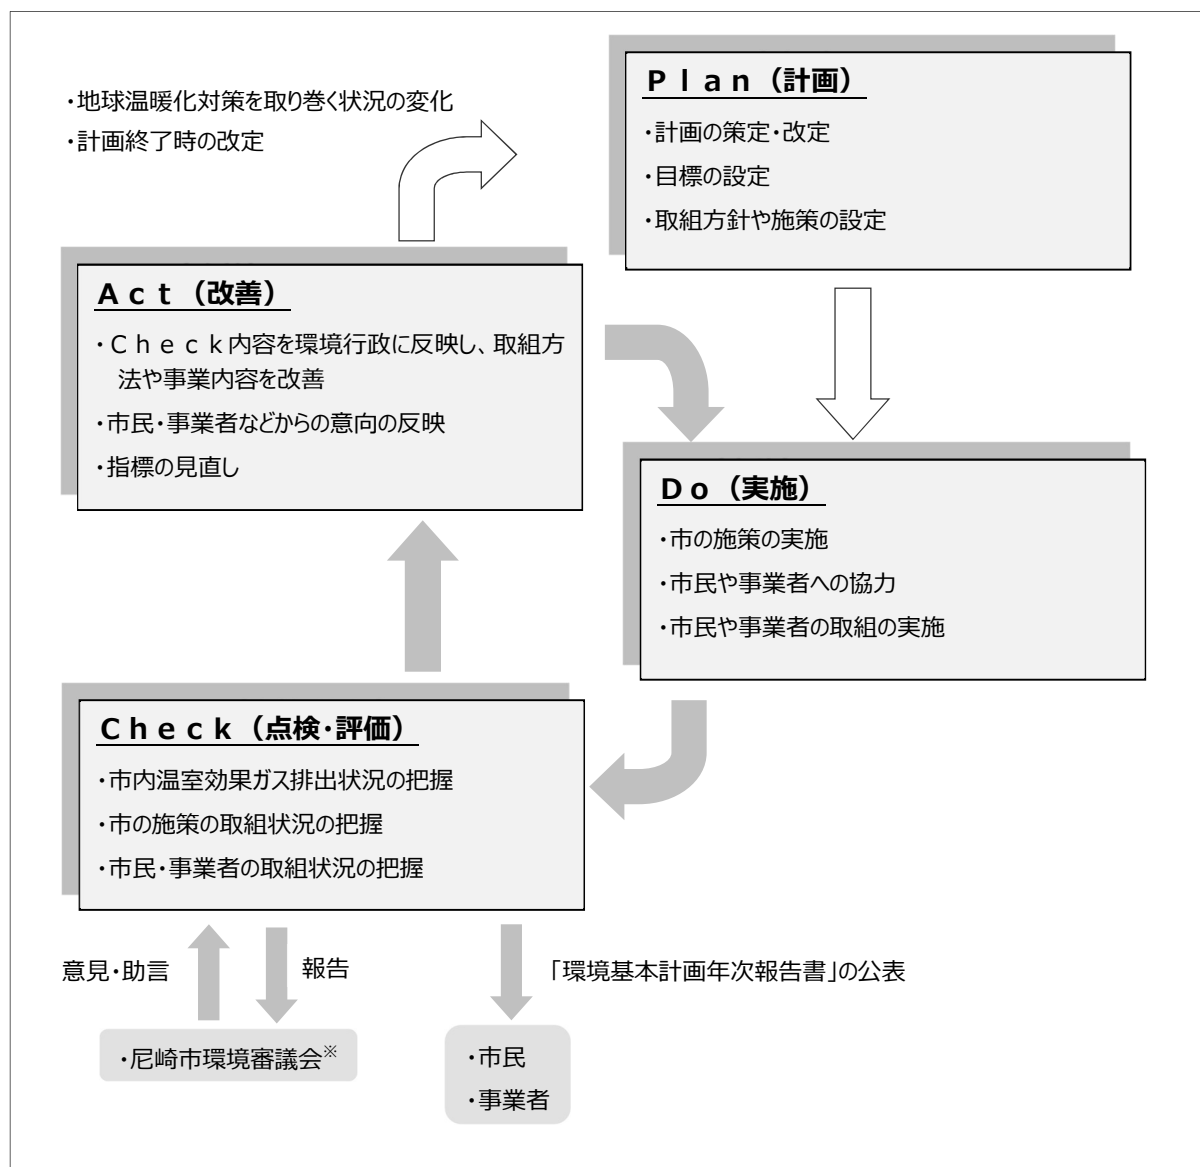 ・地球温暖化対策を取り巻く状況の変化
・計画終了時の改定
Ｐｌａｎ（計画）
・計画の策定・改定
・目標の設定
・取組方針や施策の設定
Ａｃｔ（改善）
・Ｃｈｅｃｋ内容を環境行政に反映し、取組方
法や事業内容を改善
・市民・事業者などからの意向の反映
・指標の見直し
Ｄｏ（実施）
・市の施策の実施
・市民や事業者への協力
・市民や事業者の取組の実施
Ｃｈｅｃｋ（点検・評価）
・市内温室効果ガス排出状況の把握
・市の施策の取組状況の把握
・市民・事業者の取組状況の把握
意見・助言
報告
「環境基本計画年次報告書」の公表
・尼崎市環境審議会※
・市民
・事業者